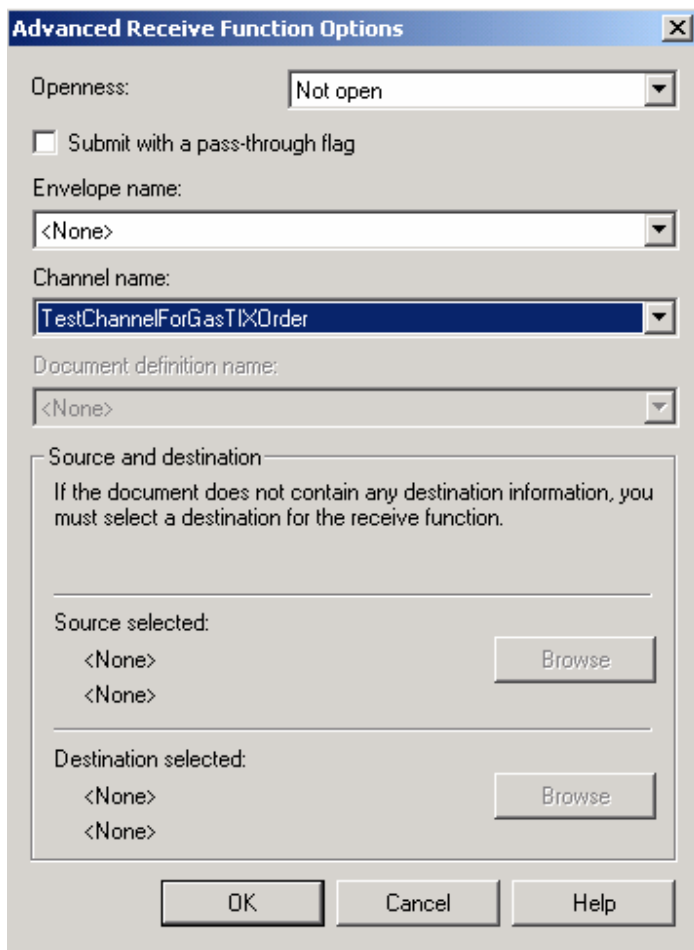 Advanced Receive Function Options
Openness:
Not open
Submit with a pass-through flag
Envelope name:
<None>
Channel name:
TestChannelForGasTIXOrder
Document definition name:
<None>
Source and destination
If the document does not contain any destination information, you
must select a destination for the receive function.
Source selected:
<None>
Browse
<None>
Destination selected:
<None>
Browse
<None>
OK
Cancel
Help